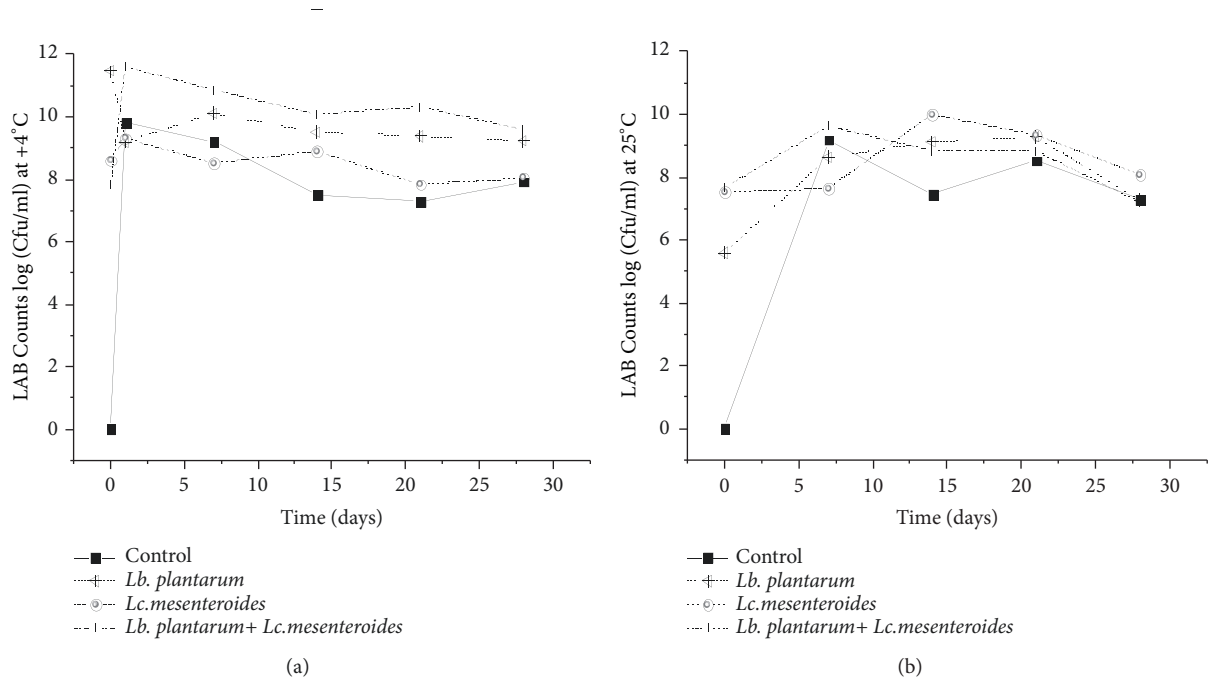 LAB Counts log (Cfu/ml) at +4°C
12
10
8
6
4
2
0
0 5 10 15 20 25 30
Time (days)
Control
Lb. plantarum
Lc.mesenteroides
Lb. plantarum+ Lc.mesenteroides
(a)
LAB Counts log (Cfu/ml) at 25°C
12
10
8
6
4
2
0
0 5 10 15 20 25 30
Time (days)
Control
Lb. plantarum
Lc.mesenteroides
Lb. plantarum+ Lc.mesenteroides
(b)